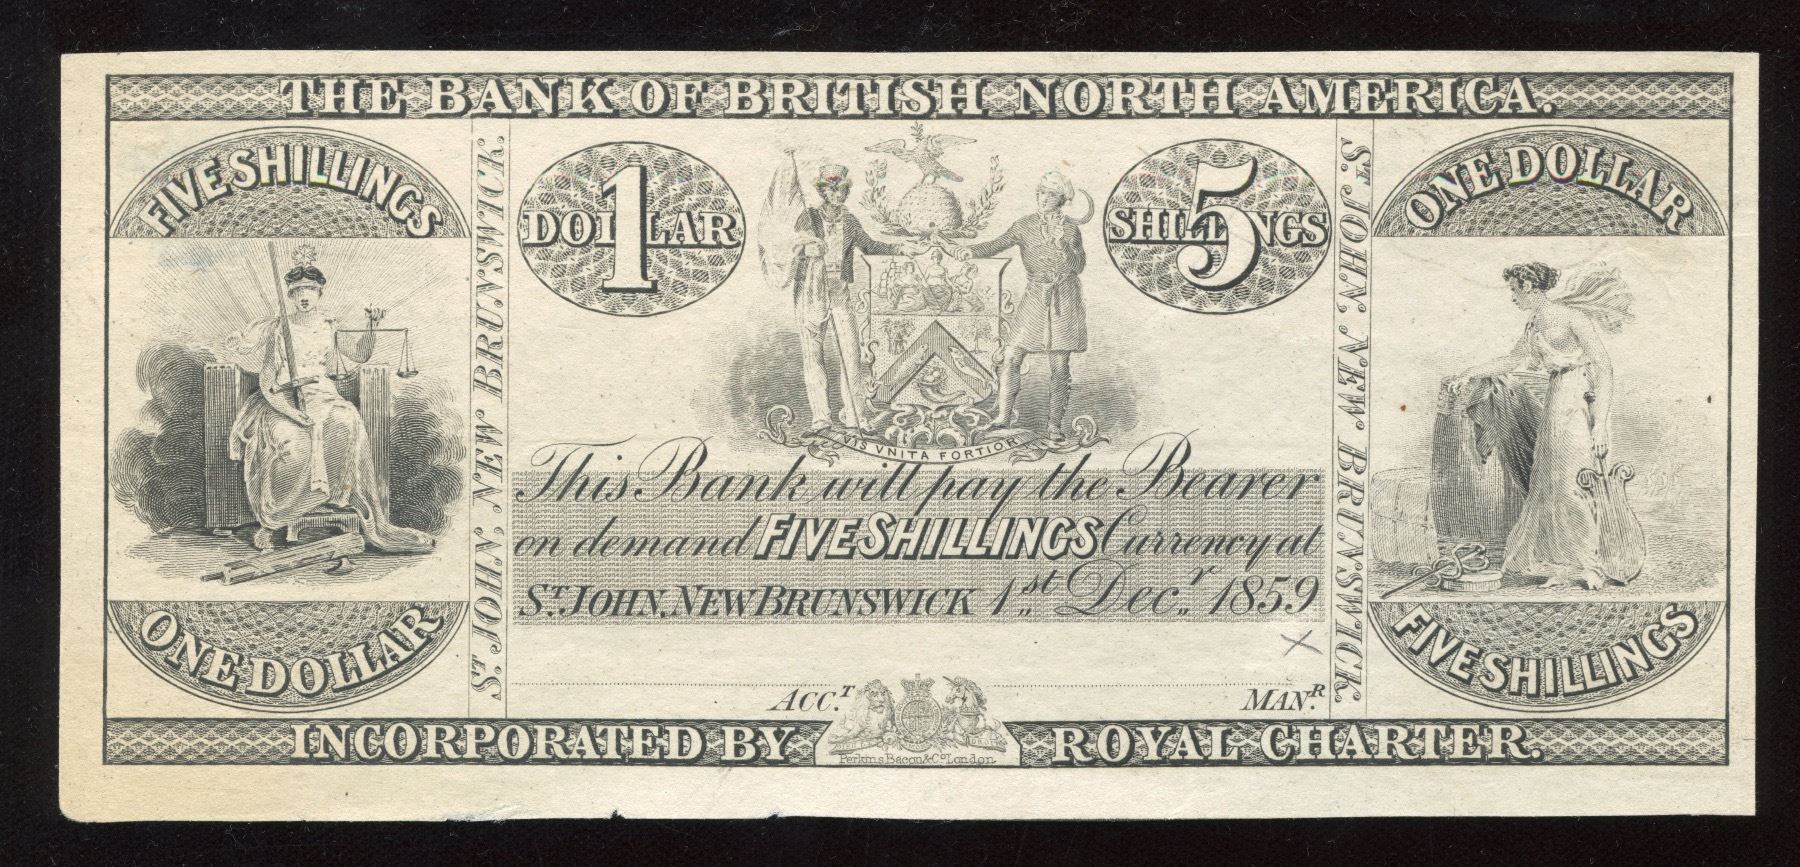 THE BANK OF BRITISH NORTH AMERICA.
FIVE SHILLINGS
ST. JOHN, NEW BRUNSWICK.
1
DOLLAR
5
SHILLINGS
ST. JOHN, NEW BRUNSWICK.
ONE DOLLAR
VIS VNITA FORTIOR
This Bank will pay the Bearer
on demand FIVE SHILLINGS Currency at
ST. JOHN, NEW BRUNSWICK 1st Decr. 1859
X
ACCT.
MANR.
ONE DOLLAR
FIVE SHILLINGS
INCORPORATED BY ROYAL CHARTER.
Perkins Bacon & Co London